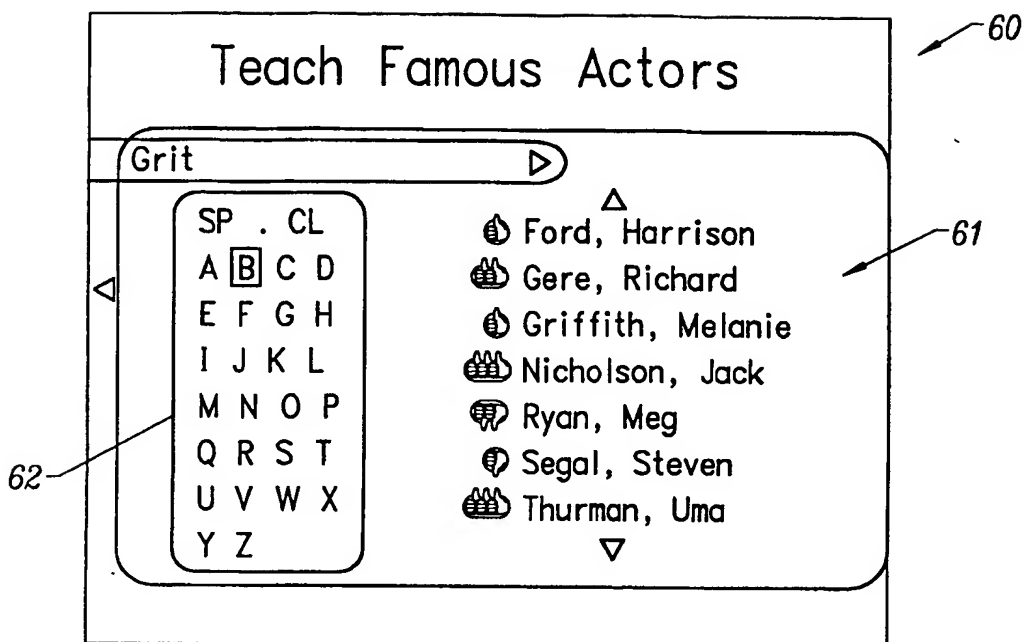 60
Teach Famous Actors
Grit
SP . CL
A B C D
E F G H
I J K L
M N O P
Q R S T
U V W X
Y Z
62
Ford, Harrison
Gere, Richard
Griffith, Melanie
Nicholson, Jack
Ryan, Meg
Segal, Steven
Thurman, Uma
61